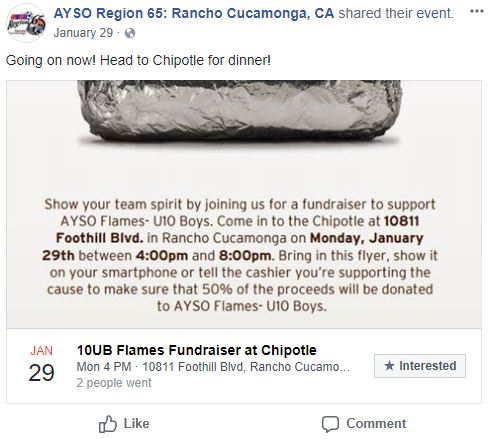 AYSO Region 65: Rancho Cucamonga, CA shared their event.
January 29 ·
Going on now! Head to Chipotle for dinner!
Show your team spirit by joining us for a fundraiser to support
AYSO Flames- U10 Boys. Come in to the Chipotle at 10811
Foothill Blvd. in Rancho Cucamonga on Monday, January
29th between 4:00pm and 8:00pm. Bring in this flyer, show it
on your smartphone or tell the cashier you're supporting the
cause to make sure that 50% of the proceeds will be donated
to AYSO Flames- U10 Boys.
JAN
29
10UB Flames Fundraiser at Chipotle
Mon 4 PM · 10811 Foothill Blvd, Rancho Cucamo...
2 people went
★ Interested
Like
Comment